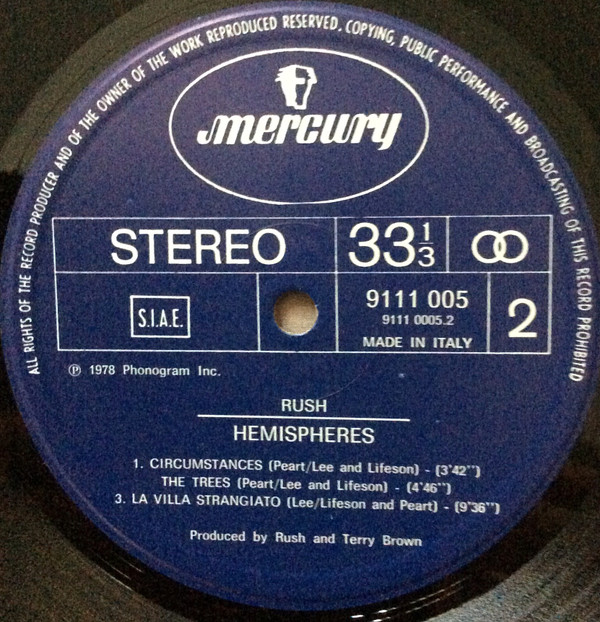 ALL RIGHTS OF THE RECORD PRODUCER AND OF THE OWNER OF THE WORK REPRODUCED RESERVED. COPYING, PUBLIC PERFORMANCE AND BROADCASTING OF THIS RECORD PROHIBITED
mercury
STEREO 33 1/3
S.I.A.E. 9111 005 2
9111 0005.2
MADE IN ITALY
℗ 1978 Phonogram Inc.
RUSH
HEMISPHERES
1. CIRCUMSTANCES (Peart/Lee and Lifeson) - (3'42'')
THE TREES (Peart/Lee and Lifeson) - (4'46'')
3. LA VILLA STRANGIATO (Lee/Lifeson and Peart) - (9'36'')
Produced by Rush and Terry Brown